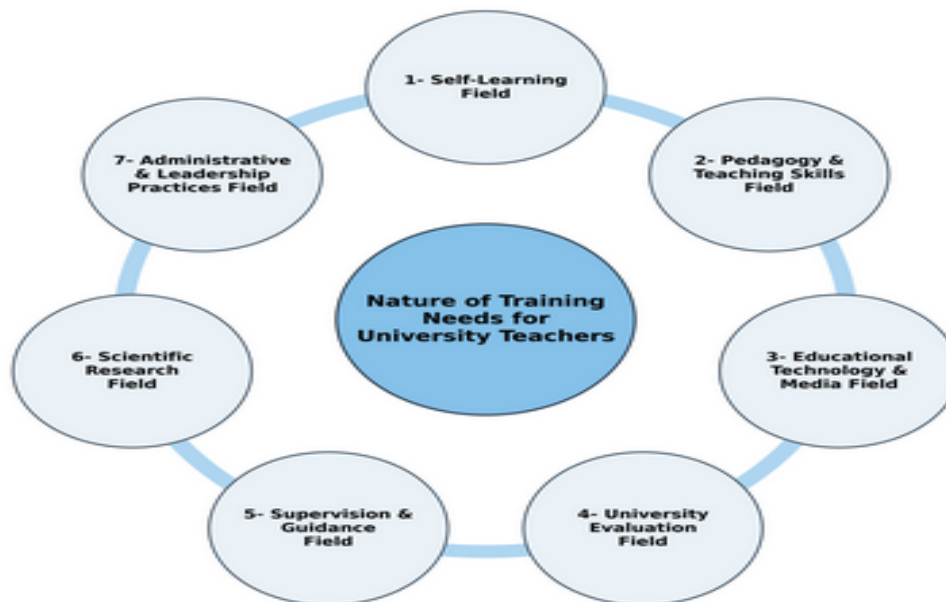 1- Self-Learning
Field
2- Pedagogy &
Teaching Skills
Field
3- Educational
Technology &
Media Field
4- University
Evaluation
Field
5- Supervision &
Guidance
Field
6- Scientific
Research
Field
7- Administrative
& Leadership
Practices Field
Nature of Training
Needs for
University Teachers